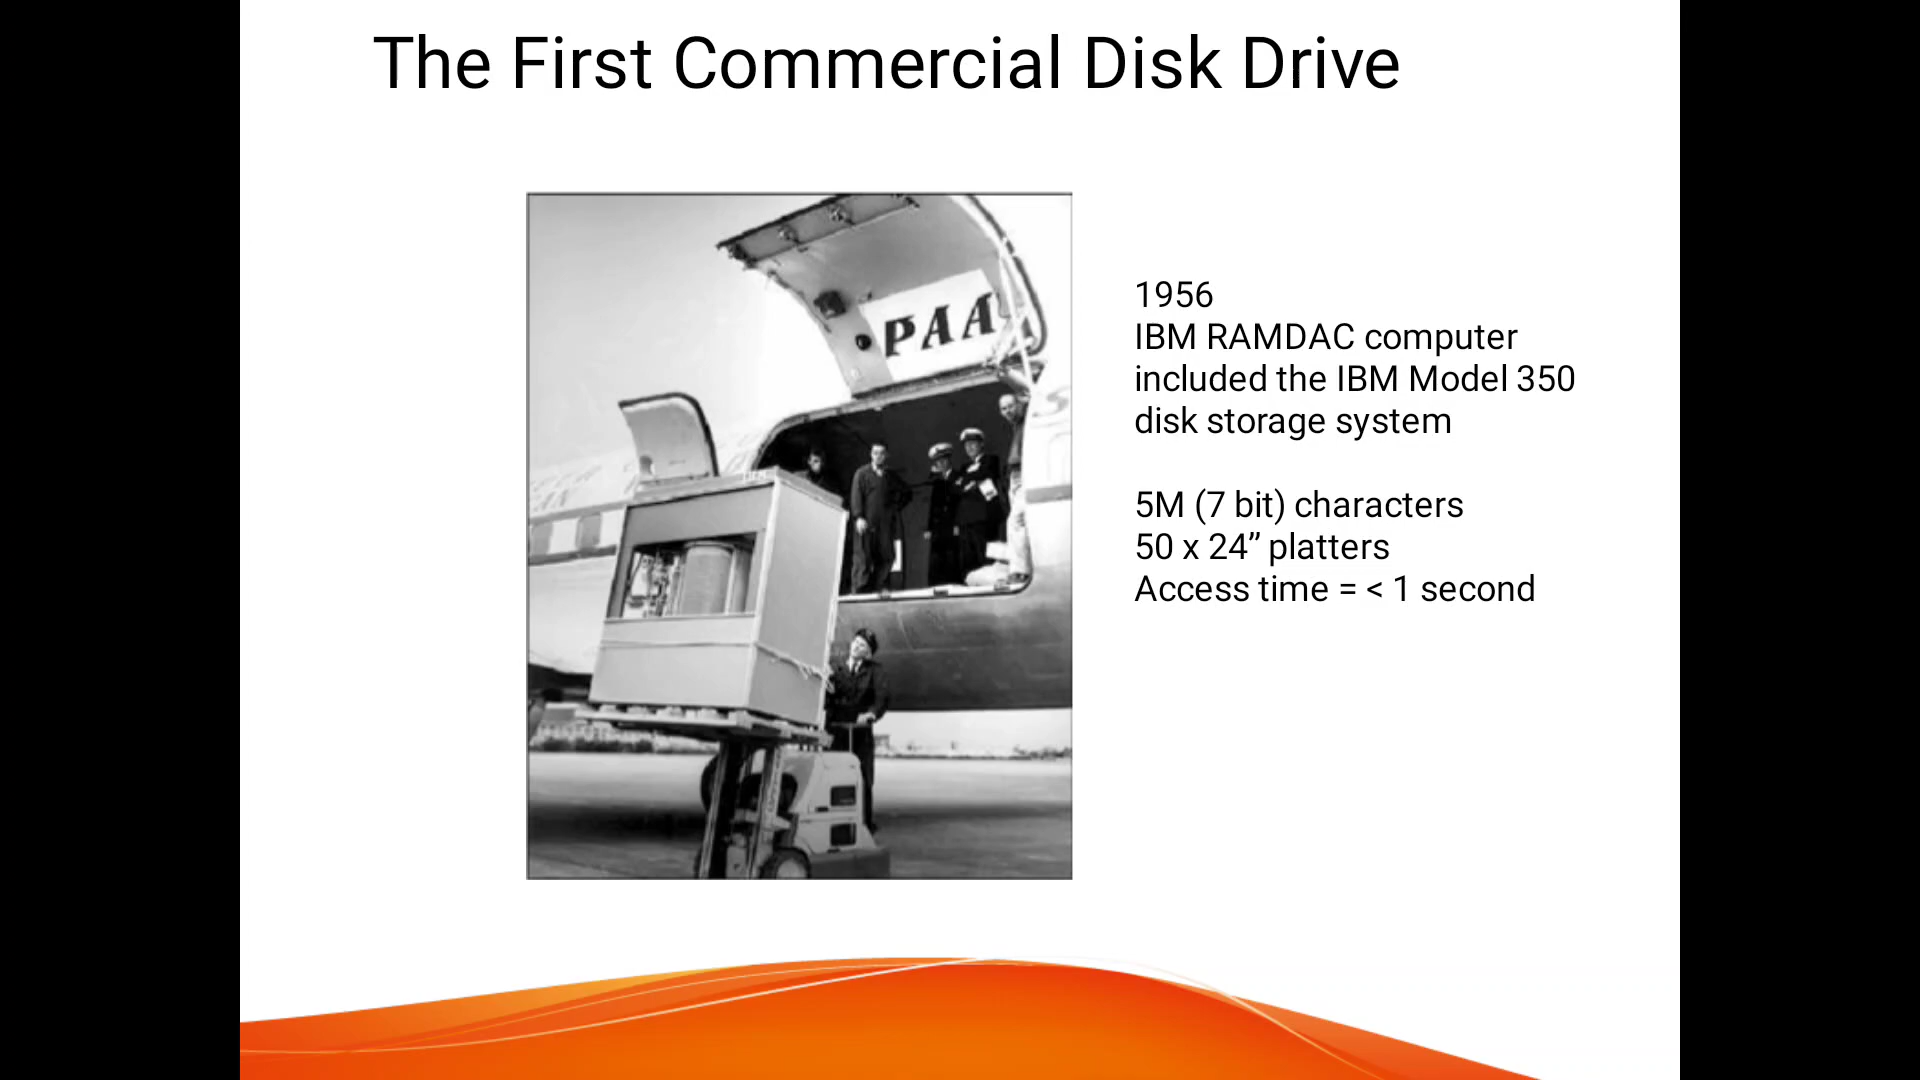 The First Commercial Disk Drive
PAA
1956
IBM RAMDAC computer
included the IBM Model 350
disk storage system
5M (7 bit) characters
50 x 24” platters
Access time = < 1 second